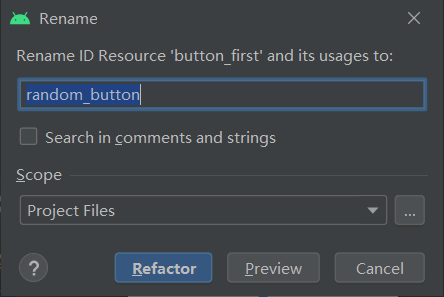 Rename
Rename ID Resource 'button_first' and its usages to:
random_button
Search in comments and strings
Scope
Project Files
...
? Refactor Preview Cancel